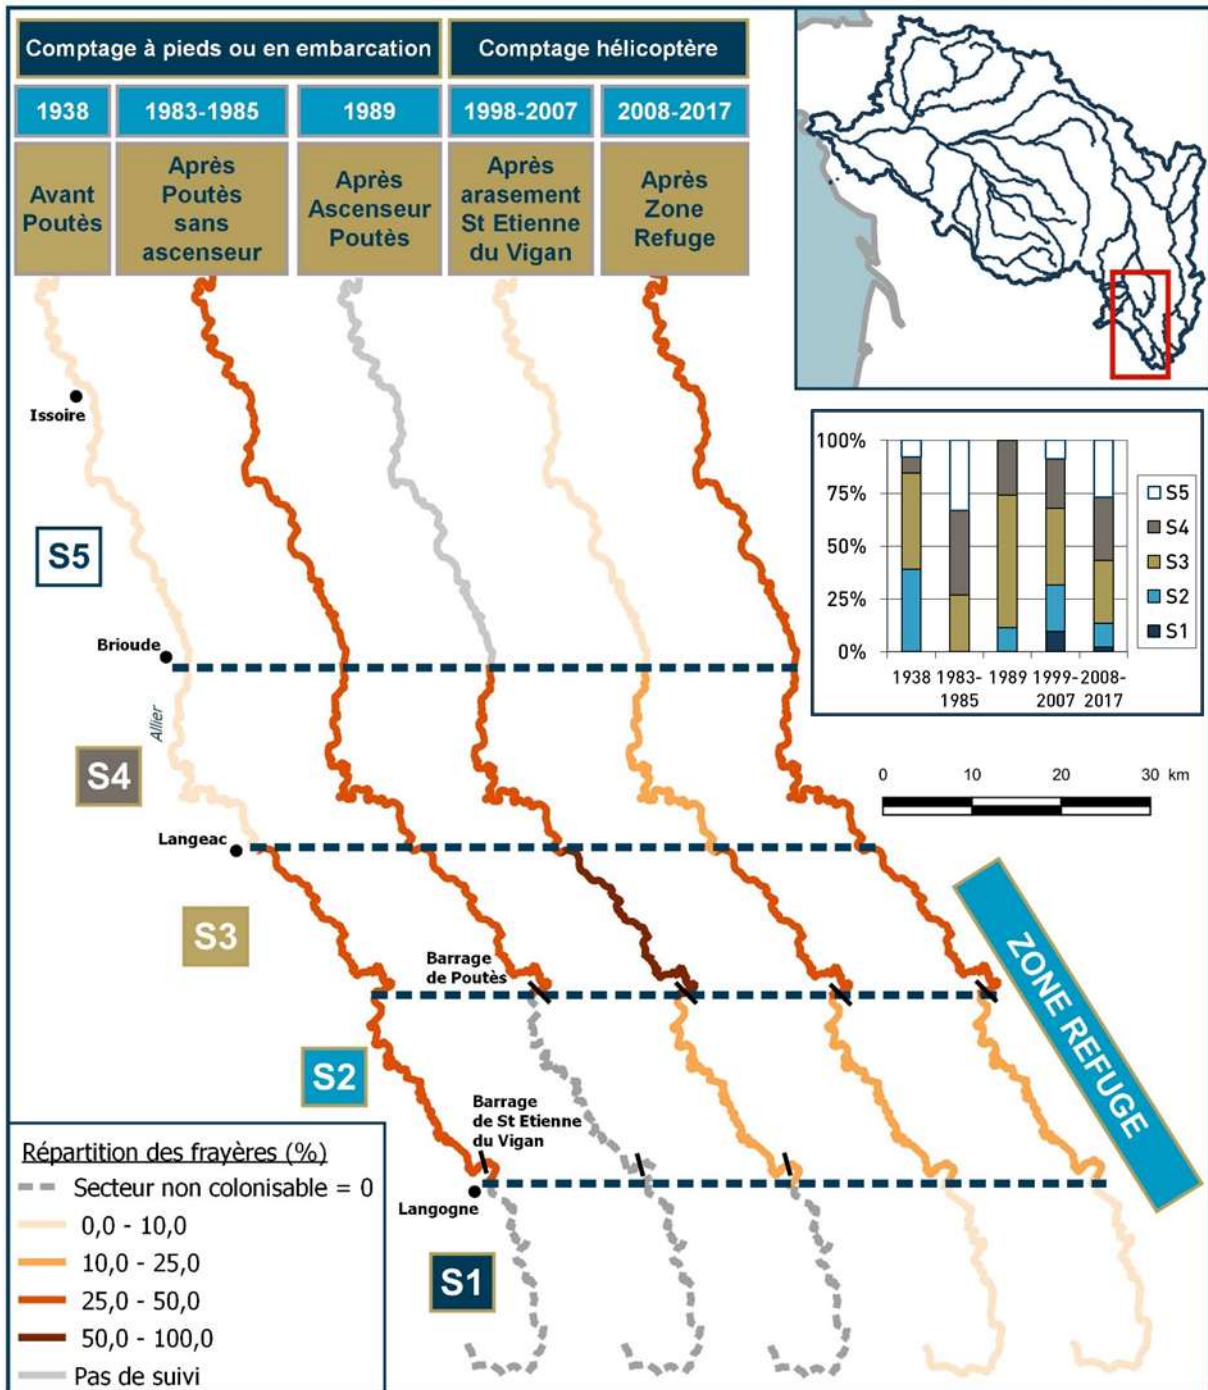 Comptage à pieds ou en embarcation
Comptage hélicoptère
1938
1983-1985
1989
1998-2007
2008-2017
Avant
Poutès
Après
Poutès
sans
ascenseur
Après
Ascenseur
Poutès
Après
arasement
St Etienne
du Vigan
Après
Zone
Refuge
Issoire
S5
Brioude
Allier
S4
Langeac
S3
Barrage
de Poutès
S2
Barrage
de St Etienne
du Vigan
Langogne
S1
ZONE REFUGE
100%
75%
50%
25%
0%
1938
1983-
1985
1989
1999-
2007
2008-
2017
S5
S4
S3
S2
S1
0 10 20 30 km
Répartition des frayères (%)
Secteur non colonisable = 0
0,0 - 10,0
10,0 - 25,0
25,0 - 50,0
50,0 - 100,0
Pas de suivi